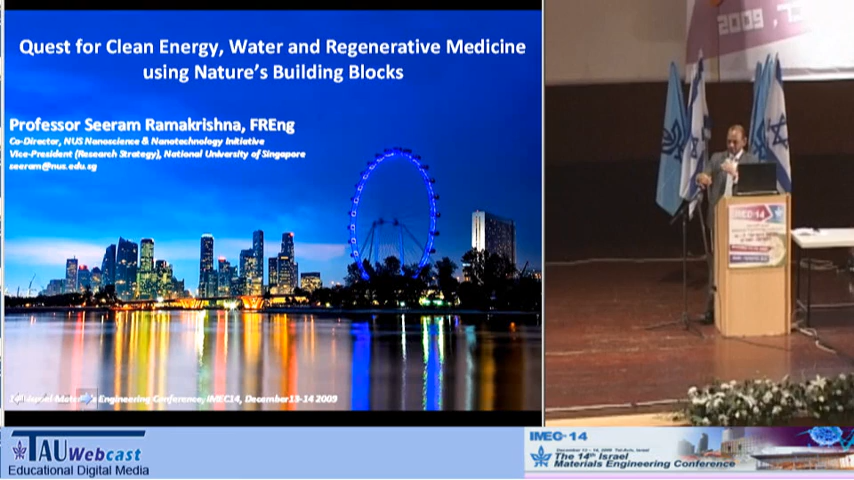 Quest for Clean Energy, Water and Regenerative Medicine
using Nature's Building Blocks
Professor Seeram Ramakrishna, FREng
Co-Director, NUS Nanoscience & Nanotechnology Initiative
Vice-President (Research Strategy), National University of Singapore
seeram@nus.edu.sg
Engineering Conference, IMEC14, December13-14 2009
2009
IMEC-14
TAU Webcast
Educational Digital Media
IMEC-14
The 14th Israel
Materials Engineering Conference